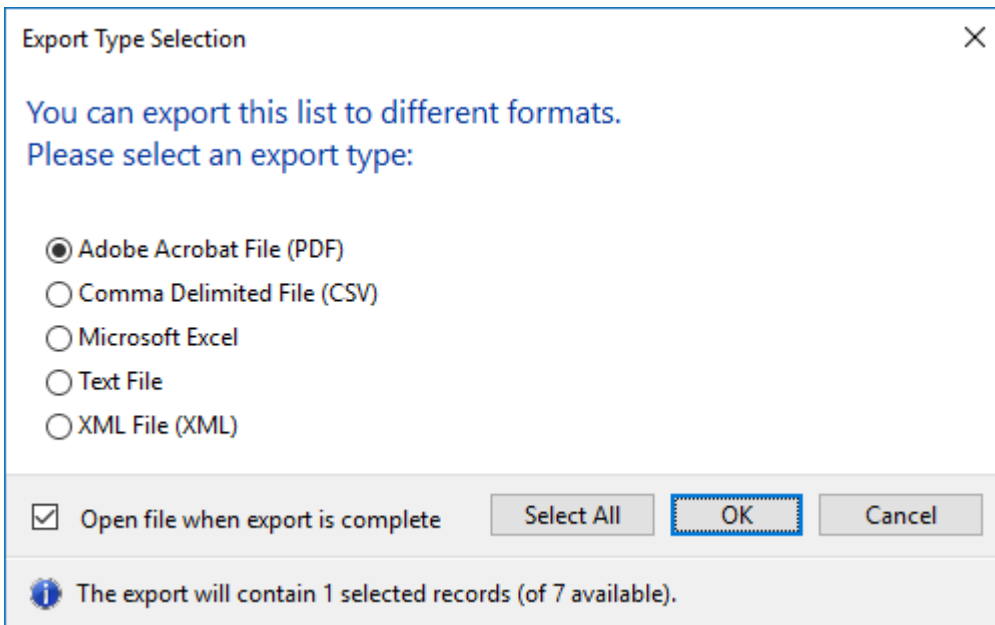 Export Type Selection
You can export this list to different formats.
Please select an export type:
Adobe Acrobat File (PDF)
Comma Delimited File (CSV)
Microsoft Excel
Text File
XML File (XML)
Open file when export is complete
Select All
OK
Cancel
The export will contain 1 selected records (of 7 available).